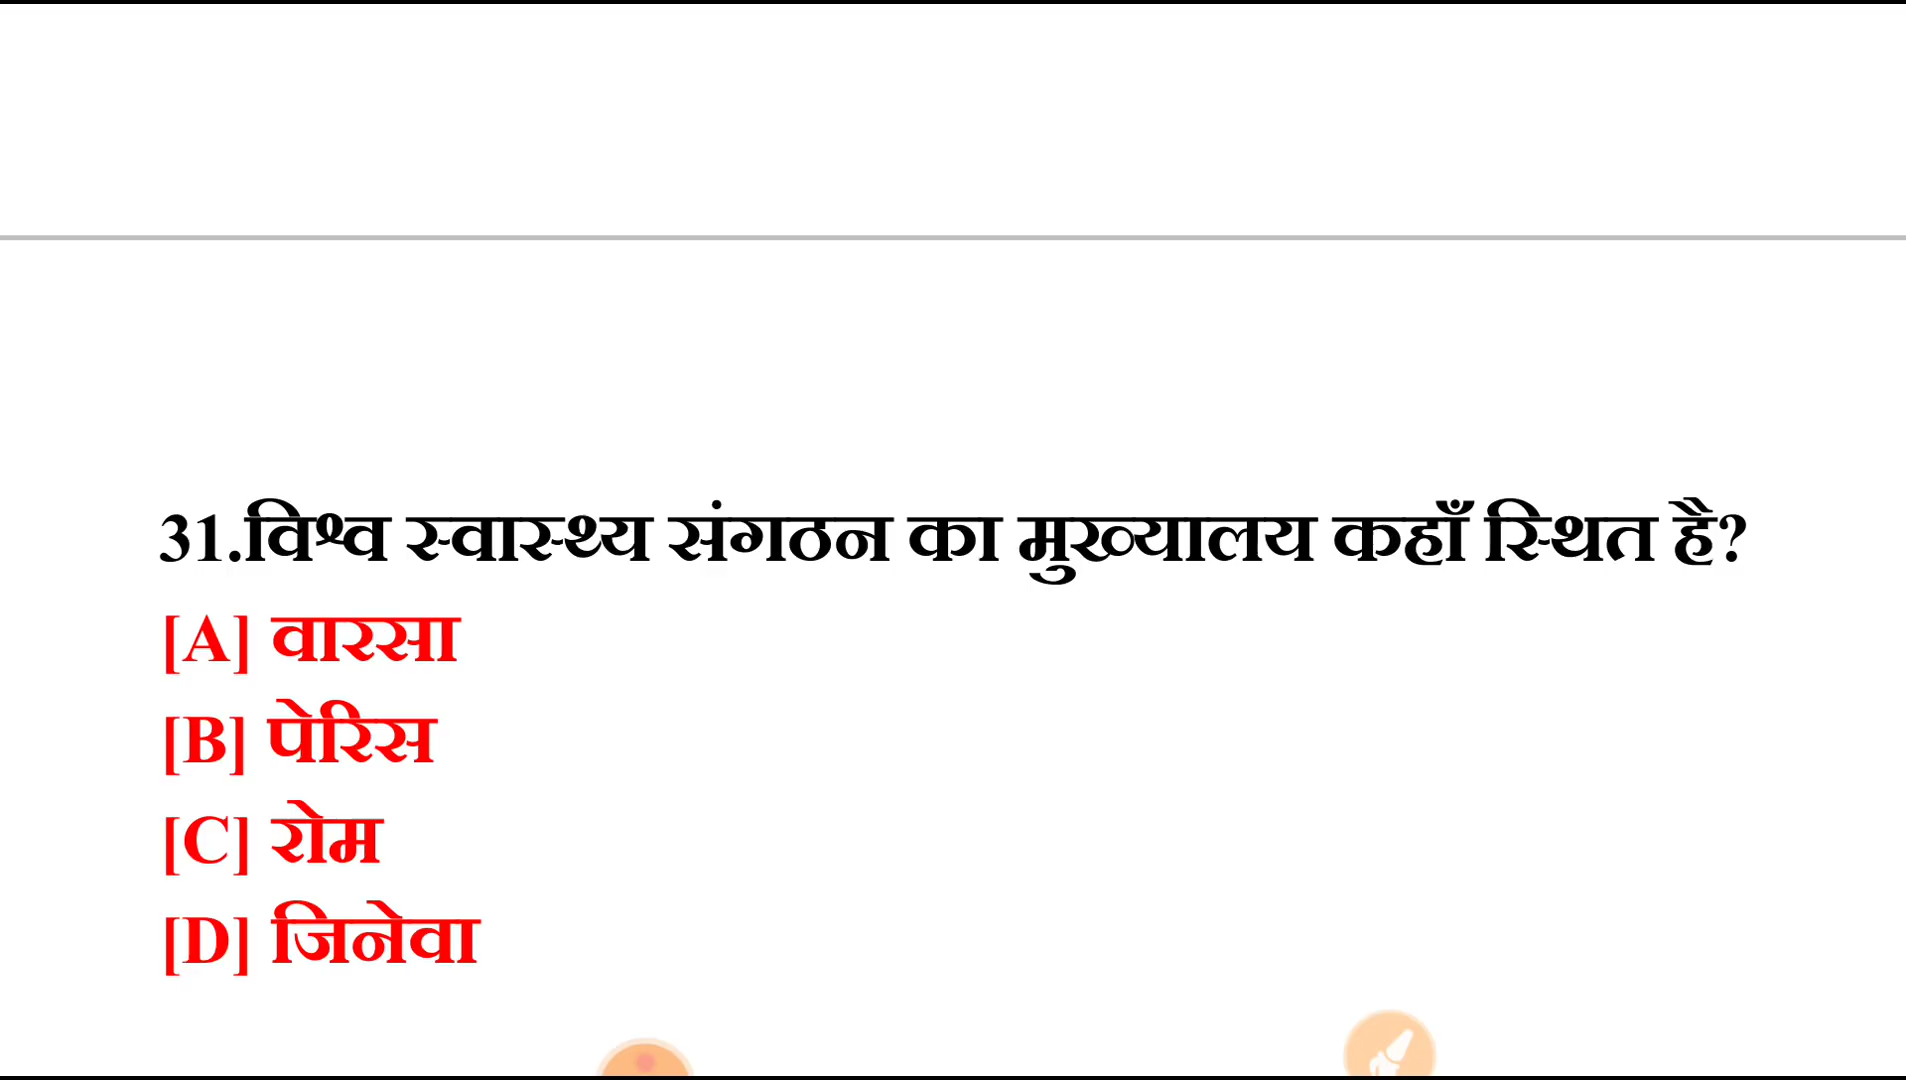 31.विश्व स्वास्थ्य संगठन का मुख्यालय कहाँ स्थित है?
[A] वारसा
[B] पेरिस
[C] रोम
[D] जिनेवा